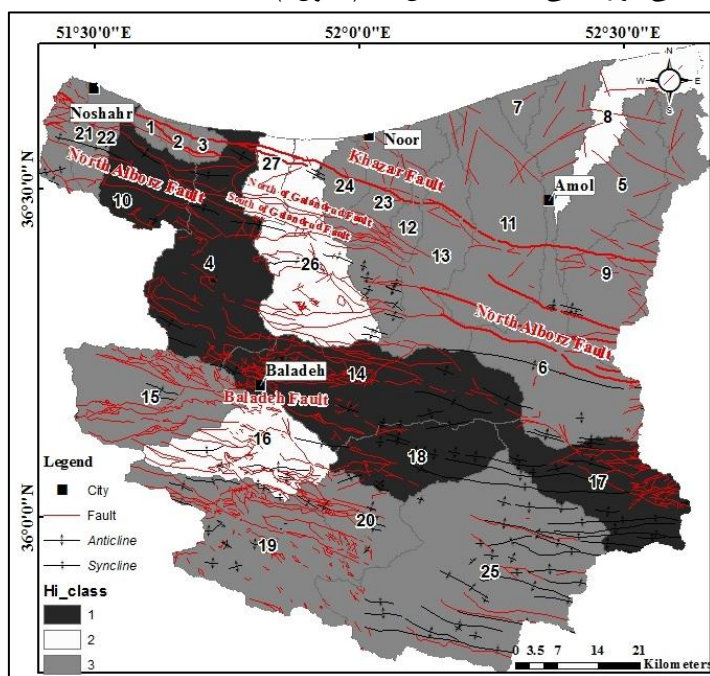 51°30'0"E
52°0'0"E
52°30'0"E
N
W
E
S
Noshahr
7
8
1
2
3
21
22
27
Noor
Khazar Fault
5
Amol
24
36°30'0"N
North Alborz Fault
North of Galandrud Fault
23
10
South of Galandrud Fault
12
11
13
4
26
9
North Alborz Fault
14
6
Baladeh
15
Baladeh Fault
16
18
17
Legend
City
Fault
Anticline
Syncline
36°0'0"N
20
19
25
Hi_class
1
2
3
0 3.5 7 14 21
Kilometers